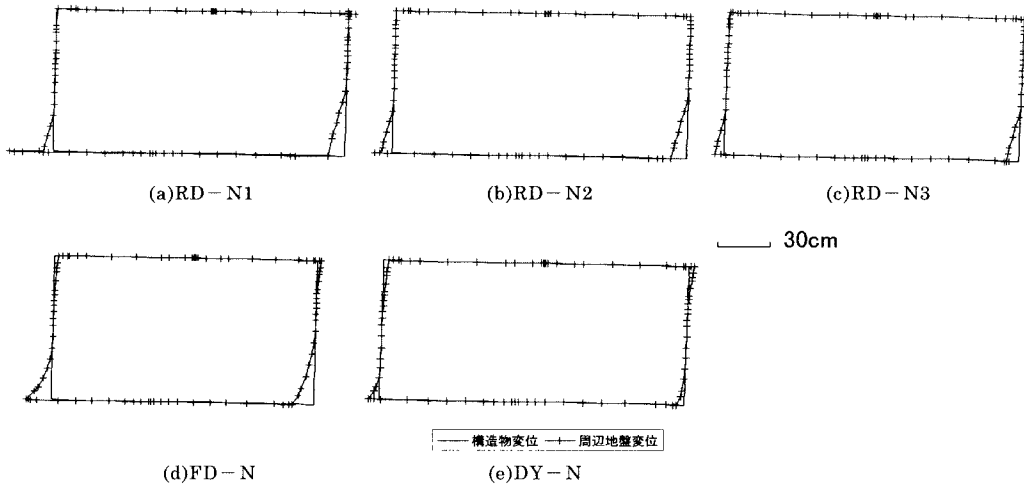 (a)RD－N1
(b)RD－N2
(c)RD－N3
30cm
構造物変位
周辺地盤変位
(d)FD－N
(e)DY－N